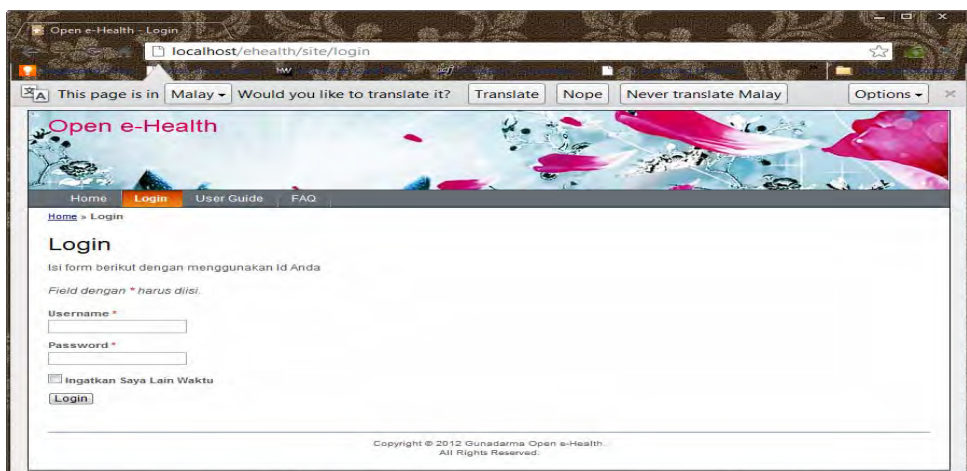 Open e-Health - Login
localhost/ehealth/site/login
This page is in Malay Would you like to translate it? Translate Nope Never translate Malay Options
Open e-Health
Home Login User Guide FAQ
Home » Login
Login
Isi form berikut dengan menggunakan Id Anda
Field dengan * harus diisi.
Username *
Password *
Ingatkan Saya Lain Waktu
Login
Copyright © 2012 Gunadarma Open e-Health.
All Rights Reserved.